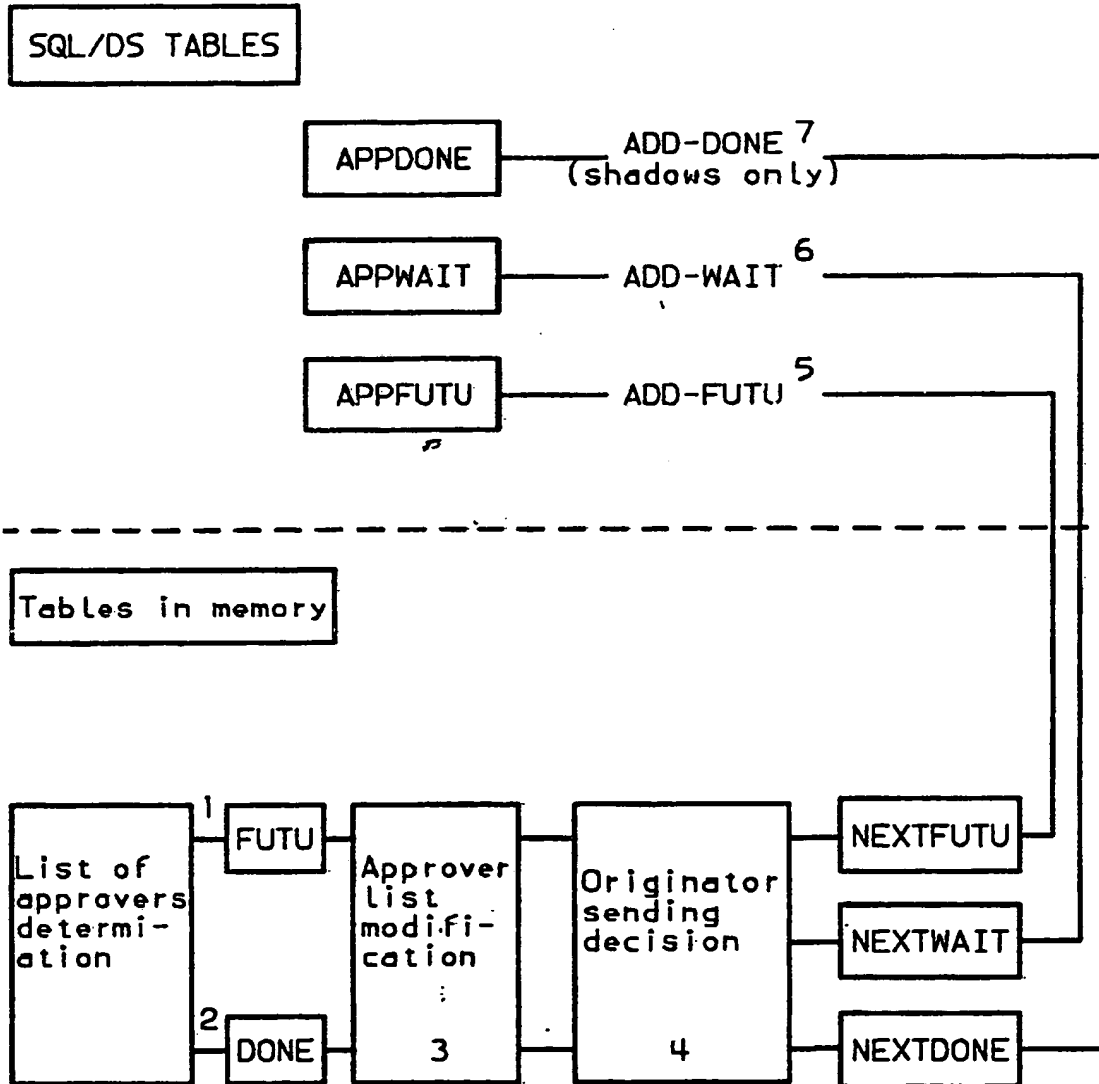 SQL/DS TABLES
APPDONE
ADD-DONE 7
(shadows only)
APPWAIT
ADD-WAIT 6
APPFUTU
ADD-FUTU 5
Tables in memory
List of
approvers
determi-
ation
1
FUTU
2
DONE
Approver
list
modifi-
cation
3
Originator
sending
decision
4
NEXTFUTU
NEXTWAIT
NEXTDONE